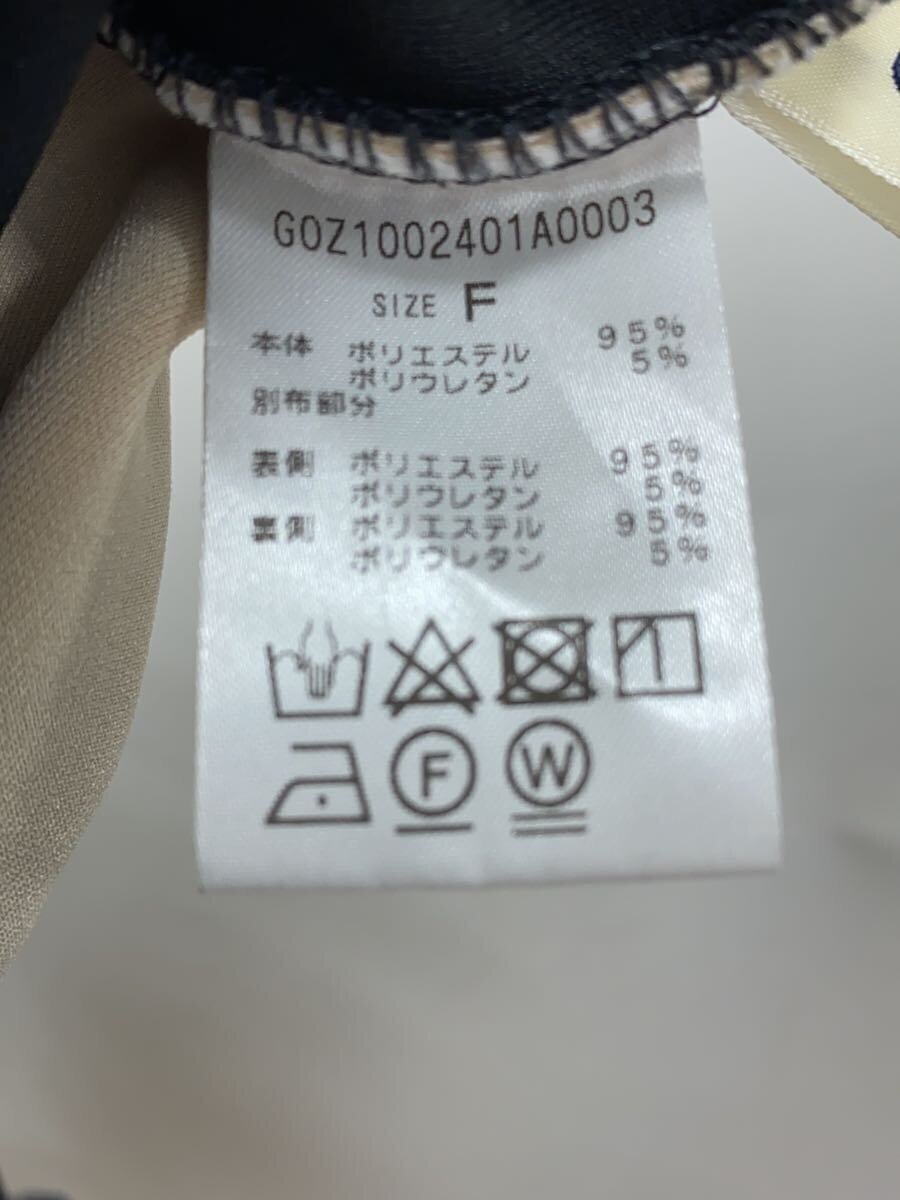 G0Z1002401A0003
SIZE F
本体 ポリエステル 95%
ポリウレタン 5%
別布部分
表側 ポリエステル 95%
ポリウレタン 5%
裏側 ポリエステル 95%
ポリウレタン 5%
F W